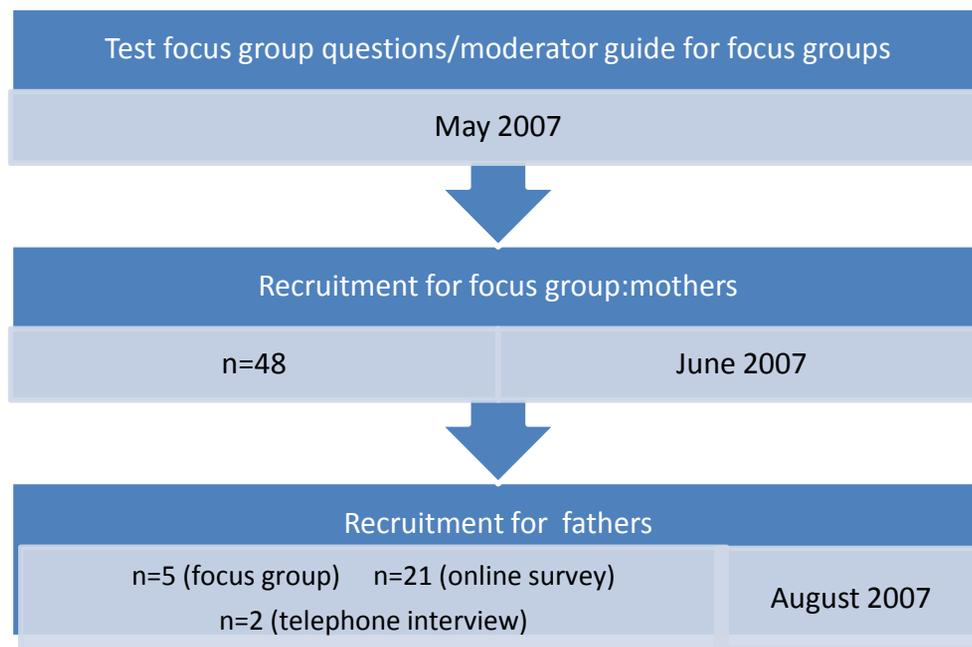 Test focus group questions/moderator guide for focus groups
May 2007
Recruitment for focus group:mothers
n=48
June 2007
Recruitment for fathers
n=5 (focus group) n=21 (online survey)
n=2 (telephone interview)
August 2007